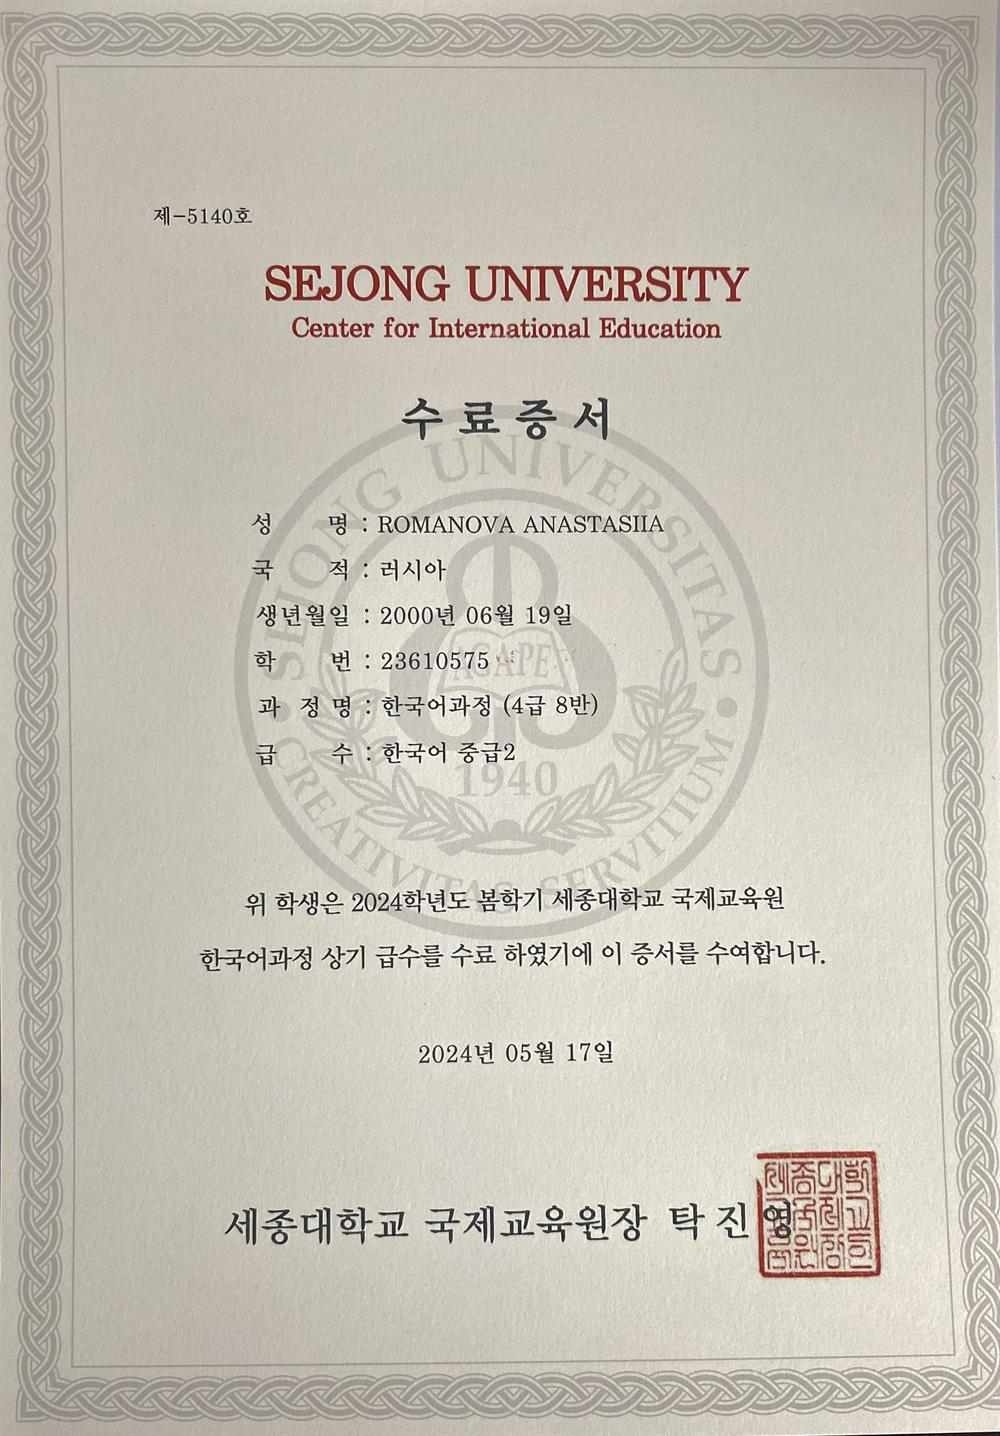 제-5140호
SEJONG UNIVERSITY
Center for International Education
수료증서
성 명 : ROMANOVA ANASTASIIA
국 적 : 러시아
생년월일 : 2000년 06월 19일
학 번 : 23610575
과 정 명 : 한국어과정 (4급 8반)
급 수 : 한국어 중급2
SEJONG UNIVERSITAS
AGAPE
1940
CREATIVITAS SERVITIUM
위 학생은 2024학년도 봄학기 세종대학교 국제교육원
한국어과정 상기 급수를 수료 하였기에 이 증서를 수여합니다.
2024년 05월 17일
세종대학교 국제교육원장 탁진영